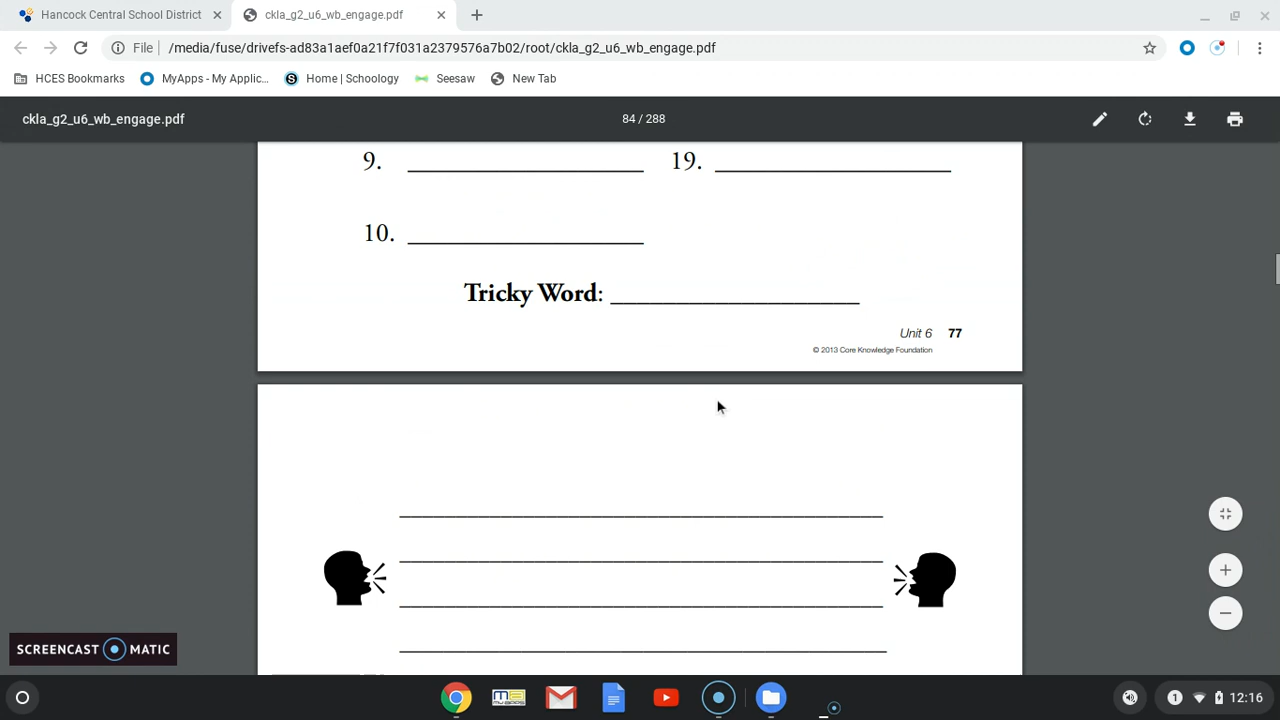 Hancock Central School District
ckla_g2_u6_wb_engage.pdf
File /media/fuse/drivefs-ad83a1aef0a21f7f031a2379576a7b02/root/ckla_g2_u6_wb_engage.pdf
HCES Bookmarks MyApps - My Applic... Home | Schoology Seesaw New Tab
ckla_g2_u6_wb_engage.pdf 84 / 288
9. 19.
10.
Tricky Word:
Unit 6 77
© 2013 Core Knowledge Foundation
SCREENCAST MATIC
1 12:16